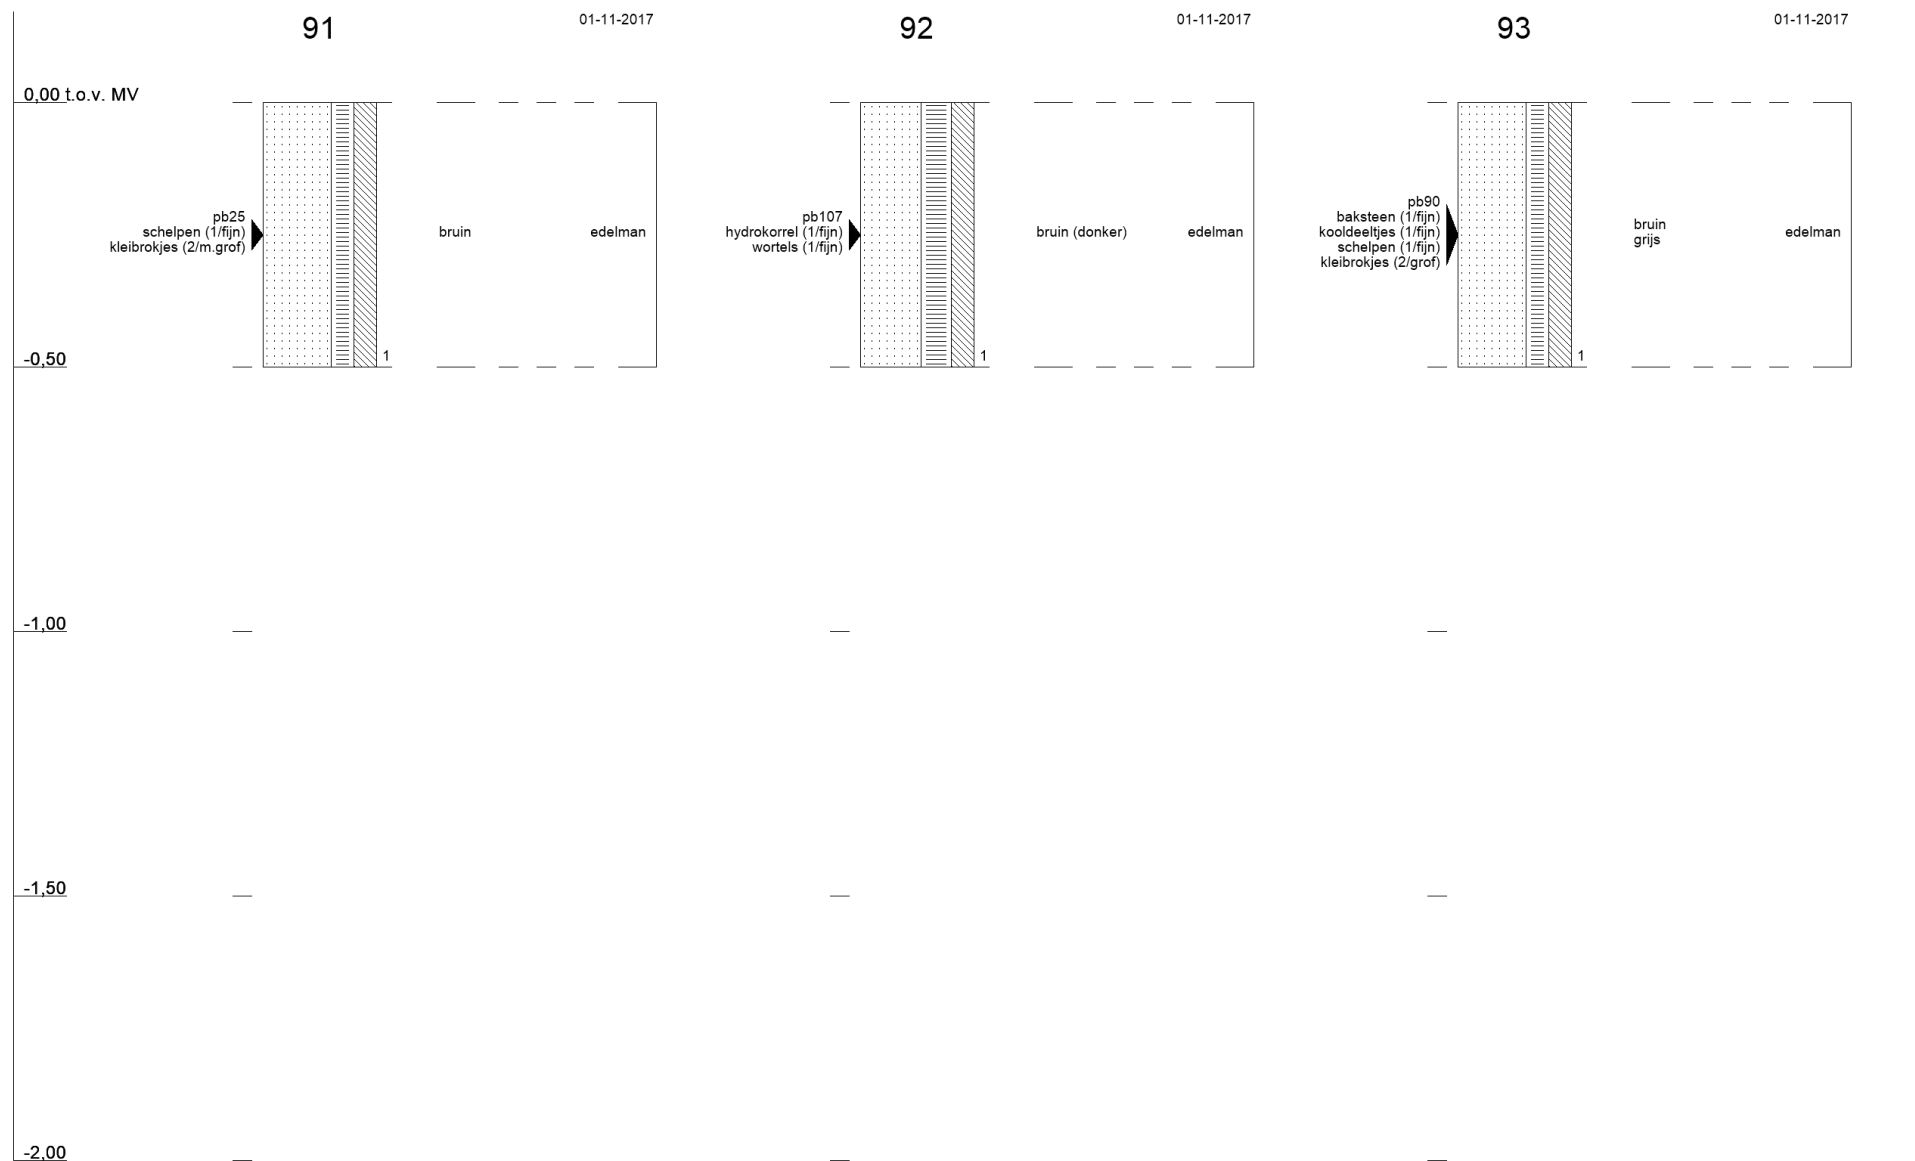 91
01-11-2017
92
01-11-2017
93
01-11-2017
0,00 t.o.v. MV
pb25
schelpen (1/fijn)
kleibrokjes (2/m.grof)
bruin
edelman
1
pb107
hydrokorrel (1/fijn)
wortels (1/fijn)
bruin (donker)
edelman
1
pb90
baksteen (1/fijn)
kooldeeltjes (1/fijn)
schelpen (1/fijn)
kleibrokjes (2/grof)
bruin
grijs
edelman
1
-0,50
-1,00
-1,50
-2,00